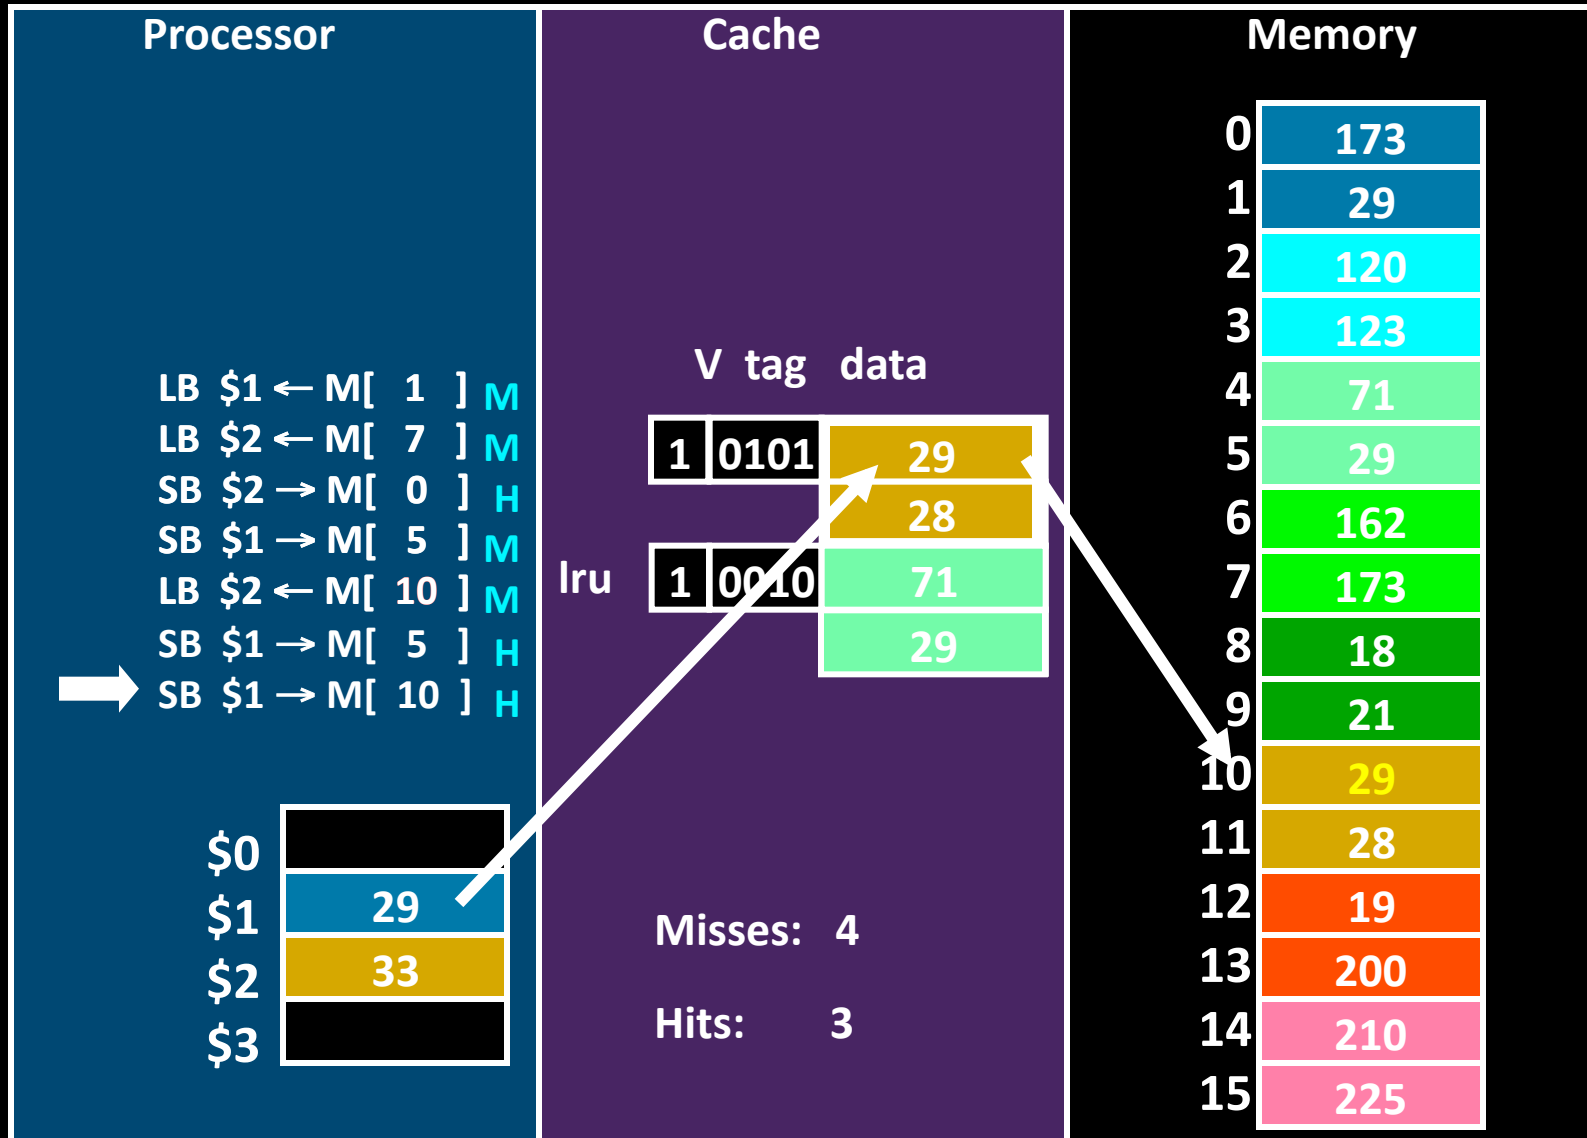 Processor
LB $1 ← M[ 1 ] M
LB $2 ← M[ 7 ] M
SB $2 → M[ 0 ] H
SB $1 → M[ 5 ] M
LB $2 ← M[ 10 ] M
SB $1 → M[ 5 ] H
SB $1 → M[ 10 ] H
$0
$1 29
$2 33
$3
Cache
V tag data
1 0101 29
28
lru 1 0010 71
29
Misses: 4
Hits: 3
Memory
0 173
1 29
2 120
3 123
4 71
5 29
6 162
7 173
8 18
9 21
10 29
11 28
12 19
13 200
14 210
15 225